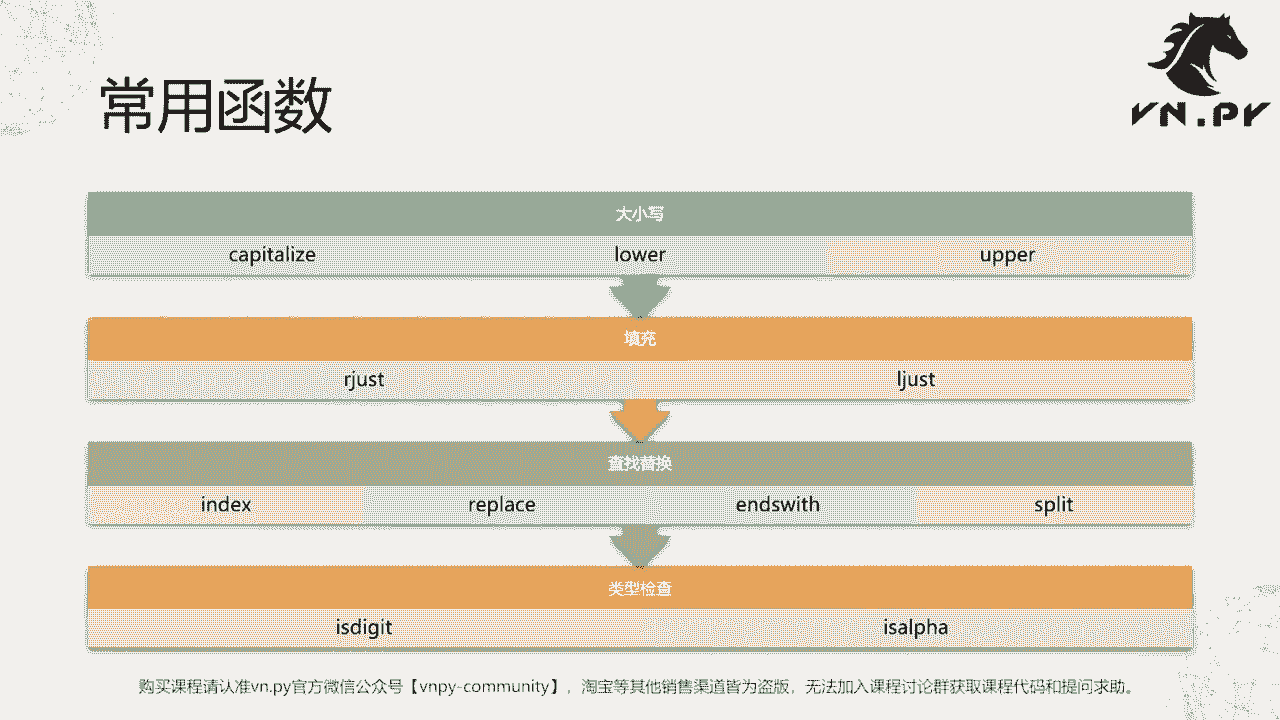 常用函数
VN.PY
大小写
capitalize lower upper
填充
rjust ljust
查找替换
index replace endswith split
类型检查
isdigit isalpha
购买课程请认准vn.py官方微信公众号【vnpy-community】，淘宝等其他销售渠道皆为盗版，无法加入课程讨论群获取课程代码和提问求助。